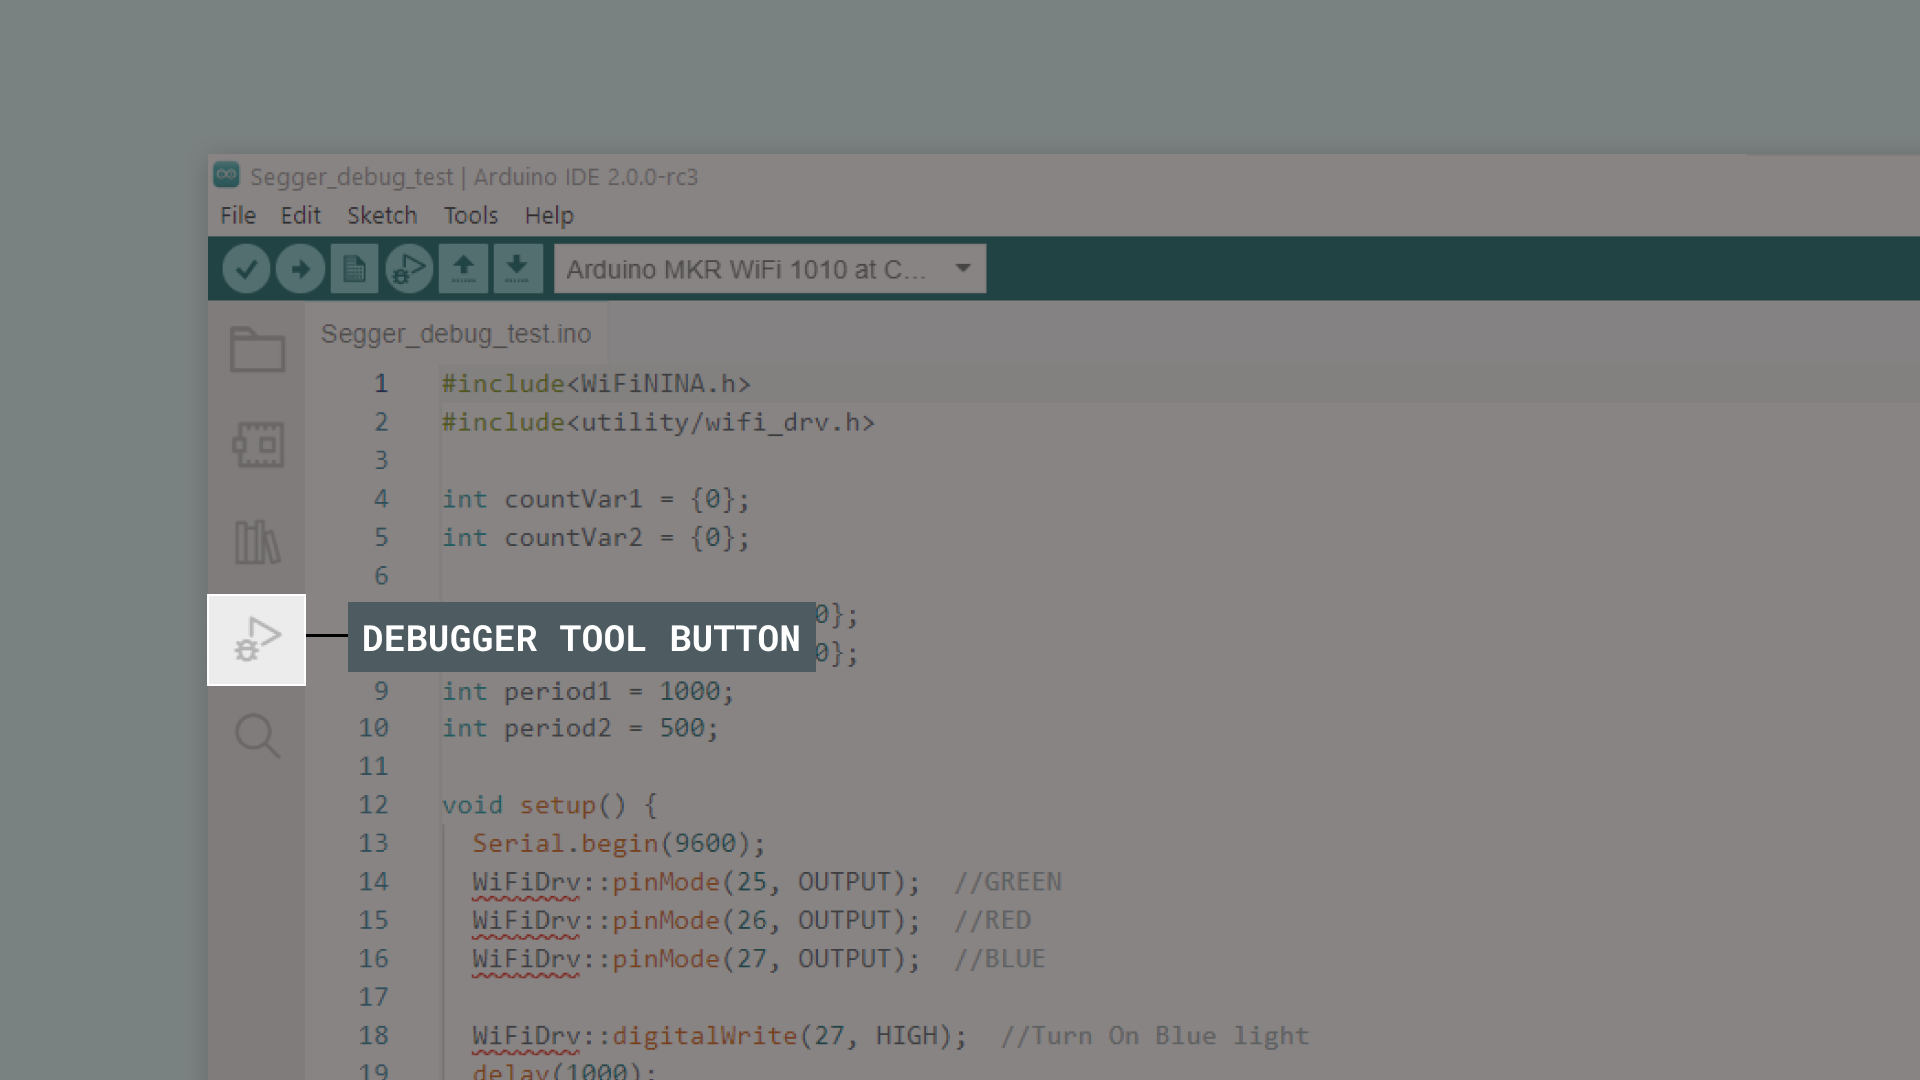 Segger_debug_test | Arduino IDE 2.0.0-rc3
File Edit Sketch Tools Help
Arduino MKR WiFi 1010 at C...
Segger_debug_test.ino
1 #include<WiFiNINA.h>
2 #include<utility/wifi_drv.h>
3
4 int countVar1 = {0};
5 int countVar2 = {0};
6
0};
DEBUGGER TOOL BUTTON
0};
9 int period1 = 1000;
10 int period2 = 500;
11
12 void setup() {
13 Serial.begin(9600);
14 WiFiDrv::pinMode(25, OUTPUT); //GREEN
15 WiFiDrv::pinMode(26, OUTPUT); //RED
16 WiFiDrv::pinMode(27, OUTPUT); //BLUE
17
18 WiFiDrv::digitalWrite(27, HIGH); //Turn On Blue light
19 delay(1000);